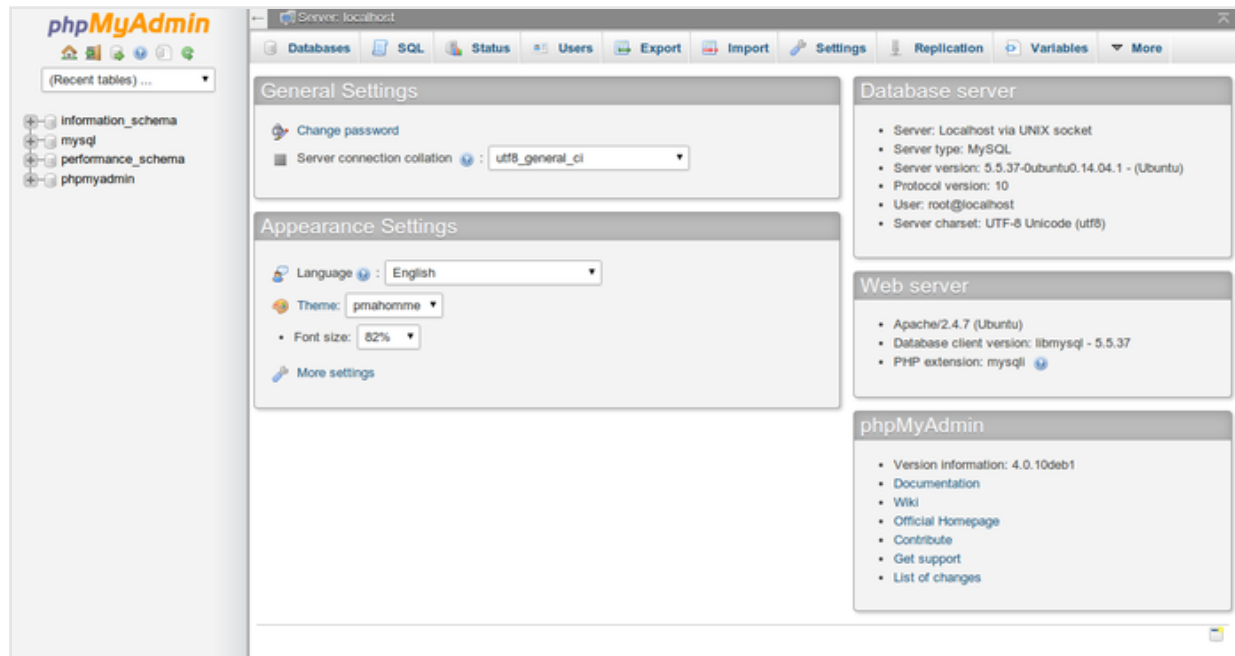 phpMyAdmin
(Recent tables) ...
information_schema
mysql
performance_schema
phpmyadmin
Server: localhost
Databases SQL Status Users Export Import Settings Replication Variables More
General Settings
Change password
Server connection collation : utf8_general_ci
Appearance Settings
Language : English
Theme: pmahomme
Font size: 82%
More settings
Database server
Server: Localhost via UNIX socket
Server type: MySQL
Server version: 5.5.37-0ubuntu0.14.04.1 - (Ubuntu)
Protocol version: 10
User: root@localhost
Server charset: UTF-8 Unicode (utf8)
Web server
Apache/2.4.7 (Ubuntu)
Database client version: libmysql - 5.5.37
PHP extension: mysqli
phpMyAdmin
Version information: 4.0.10deb1
Documentation
Wiki
Official Homepage
Contribute
Get support
List of changes